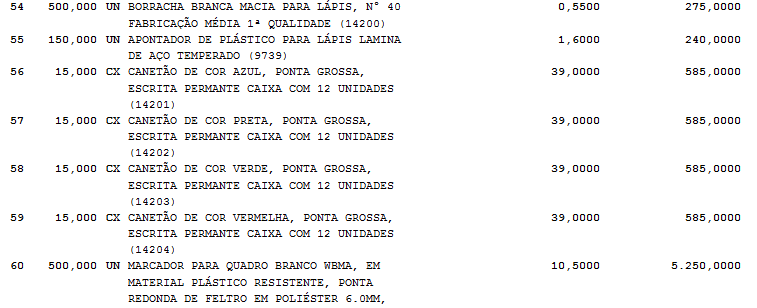 54 500,000 UN BORRACHA BRANCA MACIA PARA LÁPIS, N° 40 0,5500 275,0000
FABRICAÇÃO MÉDIA 1ª QUALIDADE (14200)
55 150,000 UN APONTADOR DE PLÁSTICO PARA LÁPIS LAMINA 1,6000 240,0000
DE AÇO TEMPERADO (9739)
56 15,000 CX CANETÃO DE COR AZUL, PONTA GROSSA, 39,0000 585,0000
ESCRITA PERMANTE CAIXA COM 12 UNIDADES
(14201)
57 15,000 CX CANETÃO DE COR PRETA, PONTA GROSSA, 39,0000 585,0000
ESCRITA PERMANTE CAIXA COM 12 UNIDADES
(14202)
58 15,000 CX CANETÃO DE COR VERDE, PONTA GROSSA, 39,0000 585,0000
ESCRITA PERMANTE CAIXA COM 12 UNIDADES
(14203)
59 15,000 CX CANETÃO DE COR VERMELHA, PONTA GROSSA, 39,0000 585,0000
ESCRITA PERMANTE CAIXA COM 12 UNIDADES
(14204)
60 500,000 UN MARCADOR PARA QUADRO BRANCO WBMA, EM 10,5000 5.250,0000
MATERIAL PLÁSTICO RESISTENTE, PONTA
REDONDA DE FELTRO EM POLIÉSTER 6.0MM,